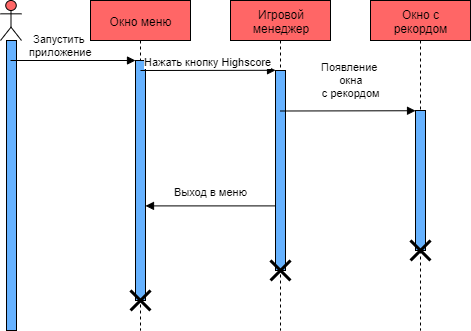 Окно меню
Игровой
менеджер
Окно с
рекордом
Запустить
приложение
Нажать кнопку Highscore
Появление
окна
с рекордом
Выход в меню